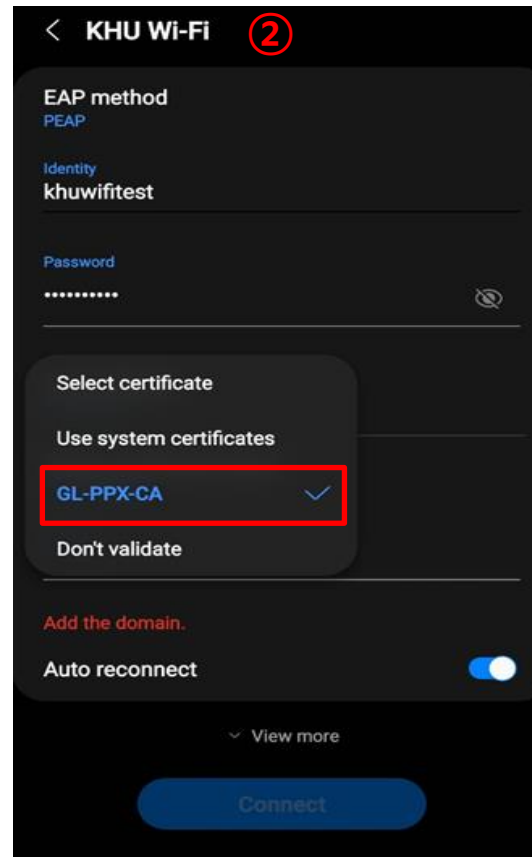 KHU Wi-Fi ②
EAP method
PEAP
Identity
khuwifitest
Password
••••••••••
Select certificate
Use system certificates
GL-PPX-CA
Don't validate
Add the domain.
Auto reconnect
View more
Connect